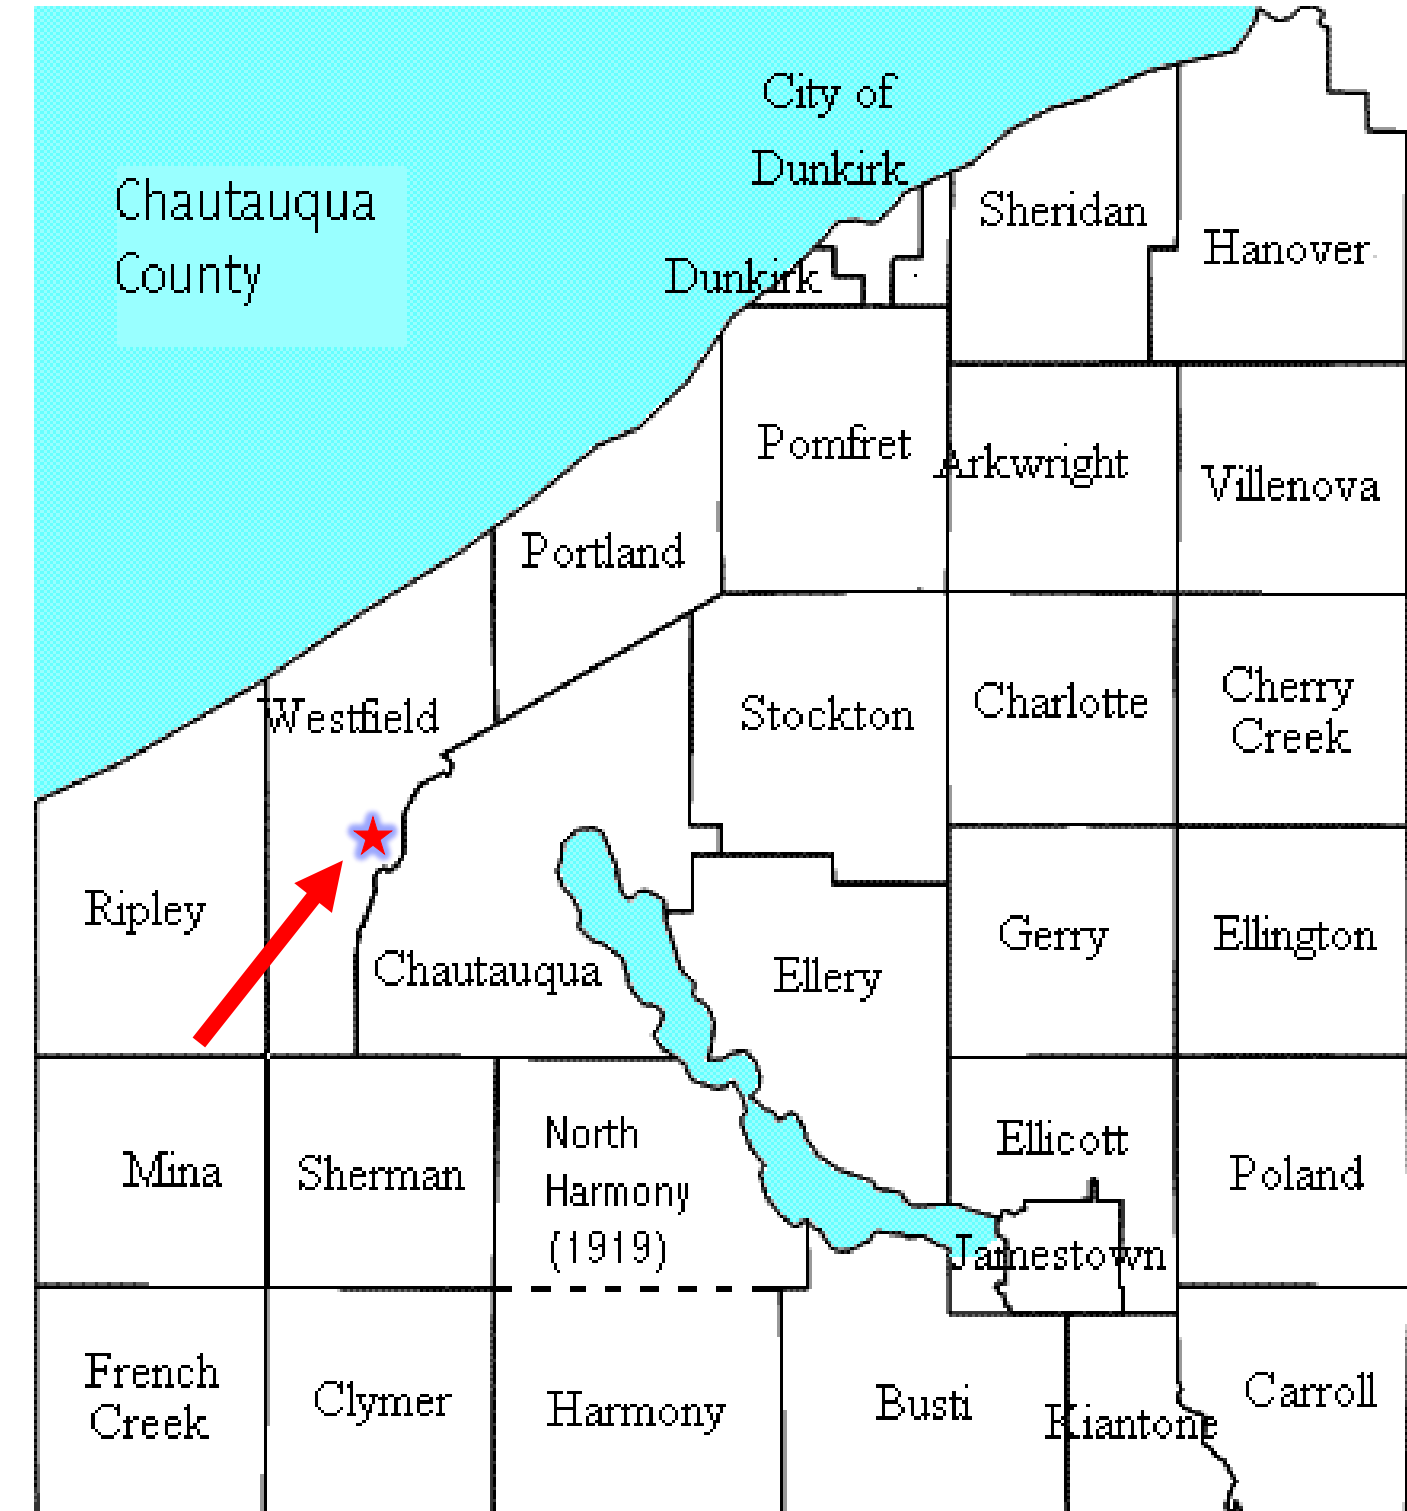 City of
Dunkirk
Chautauqua
County
Sheridan
Hanover
Dunkirk
Pomfret
Arkwright
Villenova
Portland
Westfield
Stockton
Charlotte
Cherry
Creek
Ripley
Chautauqua
Ellery
Gerry
Ellington
Mina
Sherman
North
Harmony
(1919)
Ellicott
Poland
Jamestown
French
Creek
Clymer
Harmony
Busti
Kiantone
Carroll